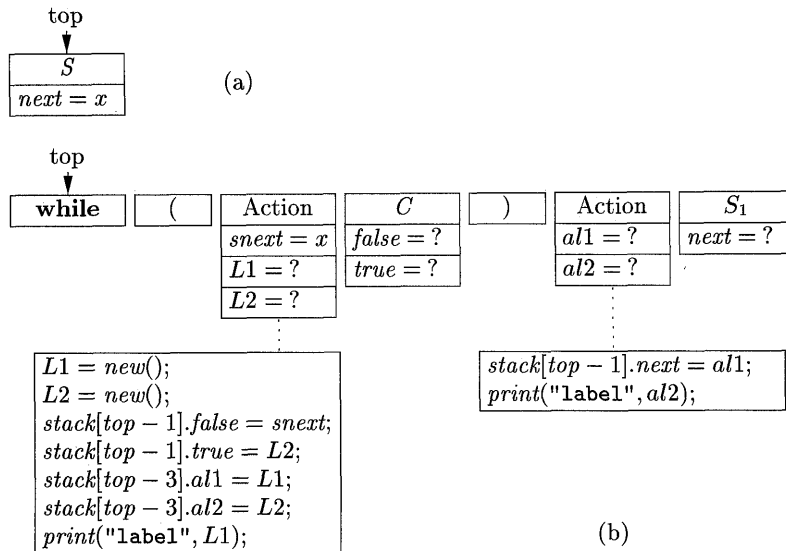 top
S
next = x
(a)
top
while ( Action C ) Action S1
snext = x false = ? al1 = ? next = ?
L1 = ? true = ? al2 = ?
L2 = ?
L1 = new();
L2 = new();
stack[top − 1].false = snext;
stack[top − 1].true = L2;
stack[top − 3].al1 = L1;
stack[top − 3].al2 = L2;
print("label", L1);
stack[top − 1].next = al1;
print("label", al2);
(b)